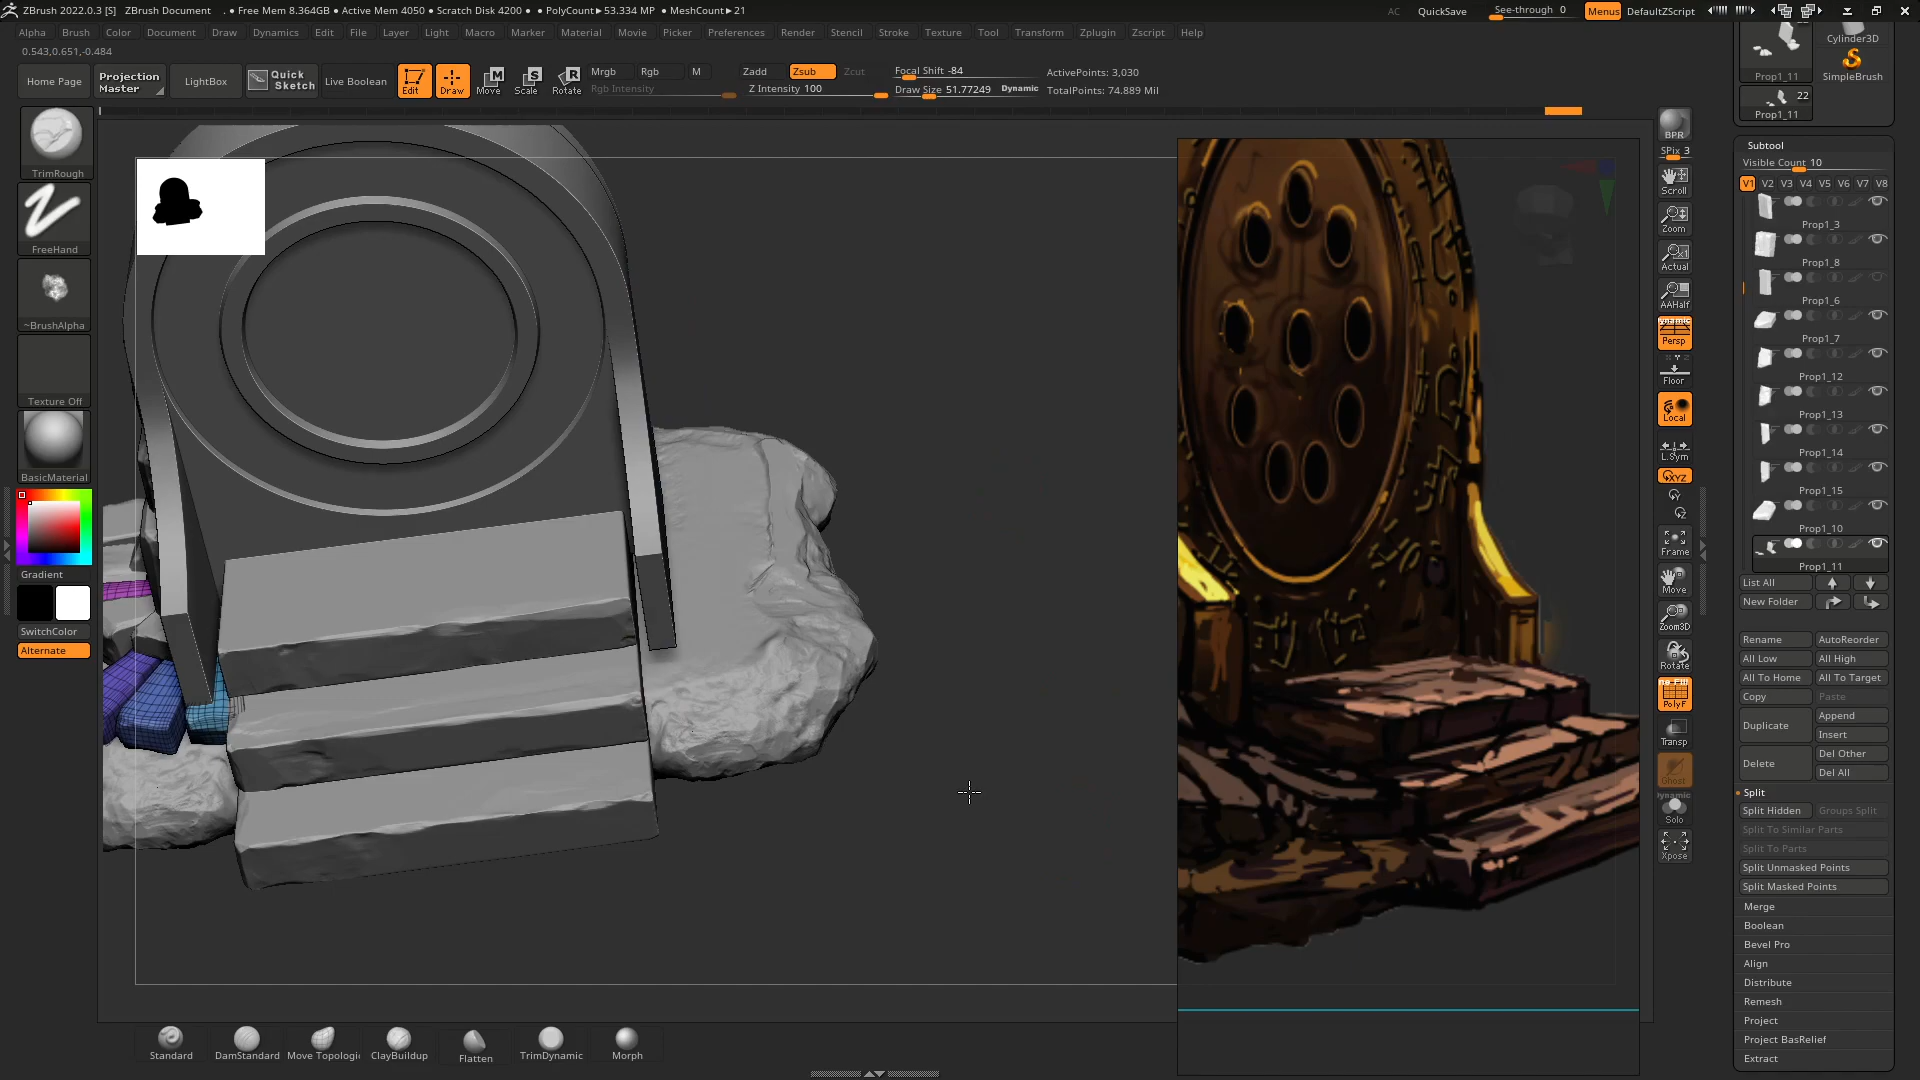 ZBrush 2022.0.3 [S] ZBrush Document . ● Free Mem 8.364GB ● Active Mem 4050 ● Scratch Disk 4200 ● ● PolyCount▸ 53.334 MP ● MeshCount▸ 21
AC QuickSave See-through 0 Menus DefaultZScript
Alpha Brush Color Document Draw Dynamics Edit File Layer Light Macro Marker Material Movie Picker Preferences Render Stencil Stroke Texture Tool Transform Zplugin Zscript Help
0.543,0.651,-0.484
Home Page
Projection
Master
LightBox
Quick
Sketch
Live Boolean
Edit
Draw
Move
Scale
Rotate
Mrgb Rgb M
Rgb Intensity
Zadd Zsub Zcut
Z Intensity 100
Focal Shift -84
Draw Size 51.77249 Dynamic
ActivePoints: 3,030
TotalPoints: 74.889 Mil
TrimRough
FreeHand
~BrushAlpha
Texture Off
BasicMaterial
Gradient
SwitchColor
Alternate
Standard
DamStandard
Move Topologi
ClayBuildup
Flatten
TrimDynamic
Morph
BPR
SPix 3
Scroll
Zoom
Actual
AAHalf
Dynamic
Persp
Floor
Local
L.Sym
XYZ
Frame
Move
Zoom3D
Rotate
PolyF
Transp
Ghost
Dynamic
Solo
Xpose
Cylinder3D
Prop1_11
SimpleBrush
22
Prop1_11
Subtool
Visible Count 10
V1 V2 V3 V4 V5 V6 V7 V8
Prop1_3
Prop1_8
Prop1_6
Prop1_7
Prop1_12
Prop1_13
Prop1_14
Prop1_15
Prop1_10
Prop1_11
List All
New Folder
Rename AutoReorder
All Low All High
All To Home All To Target
Copy Paste
Duplicate
Append
Insert
Delete
Del Other
Del All
Split
Split Hidden Groups Split
Split To Similar Parts
Split To Parts
Split Unmasked Points
Split Masked Points
Merge
Boolean
Bevel Pro
Align
Distribute
Remesh
Project
Project BasRelief
Extract